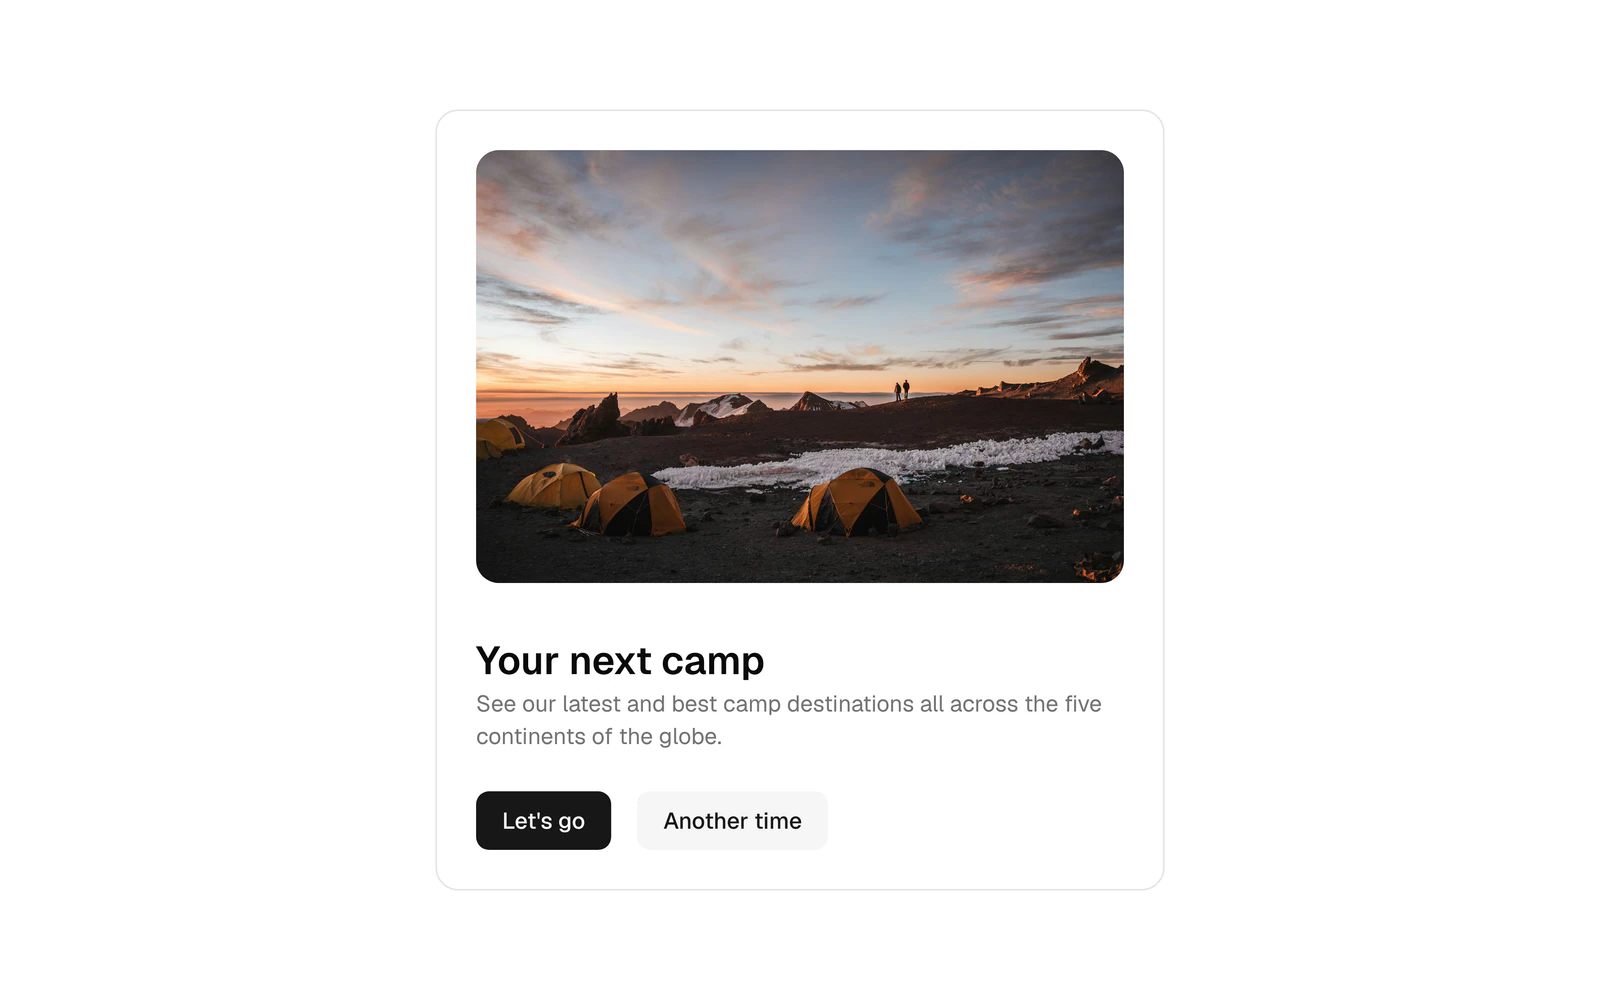 Your next camp
See our latest and best camp destinations all across the five
continents of the globe.
Let's go
Another time